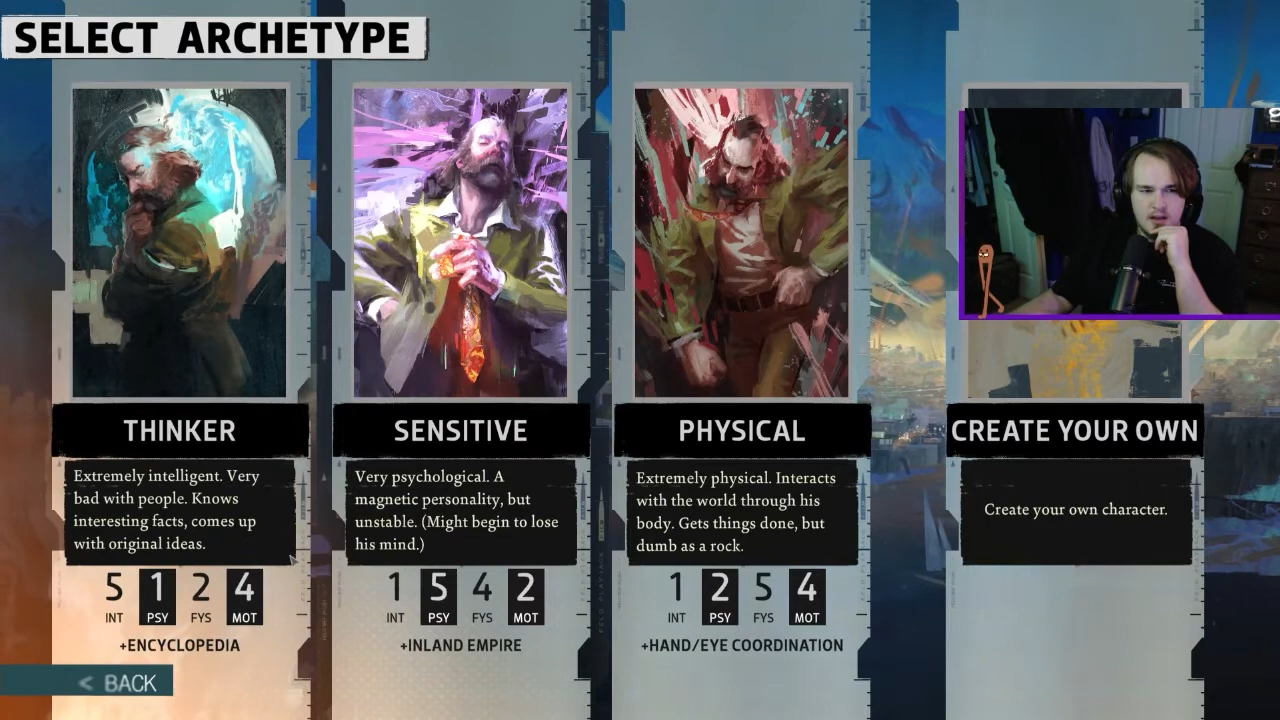 SELECT ARCHETYPE
THINKER
Extremely intelligent. Very
bad with people. Knows
interesting facts, comes up
with original ideas.
5 1 2 4
INT PSY FYS MOT
+ENCYCLOPEDIA
SENSITIVE
Very psychological. A
magnetic personality, but
unstable. (Might begin to lose
his mind.)
1 5 4 2
INT PSY FYS MOT
+INLAND EMPIRE
PHYSICAL
Extremely physical. Interacts
with the world through his
body. Gets things done, but
dumb as a rock.
1 2 5 4
INT PSY FYS MOT
+HAND/EYE COORDINATION
CREATE YOUR OWN
Create your own character.
< BACK